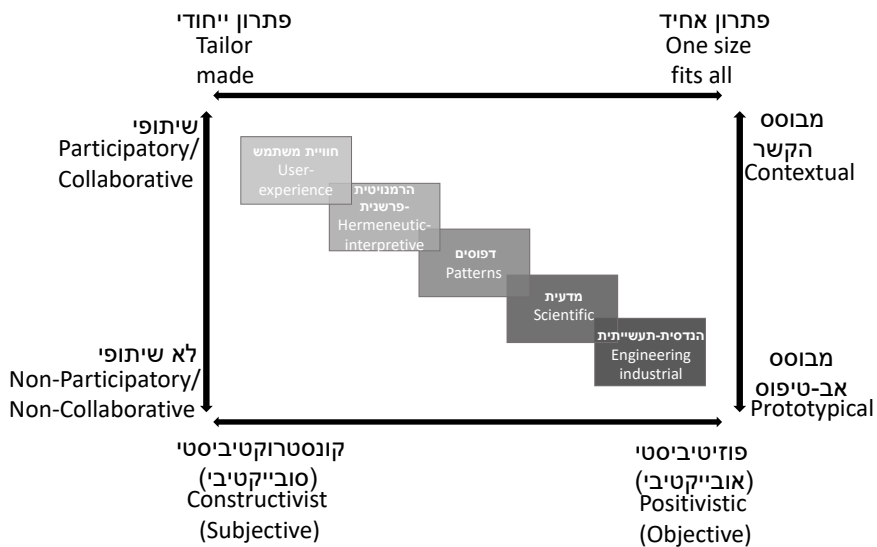 פתרון ייחודי
Tailor
made
פתרון אחיד
One size
fits all
שיתופי
Participatory/
Collaborative
מבוסס
הקשר
Contextual
חוויית משתמש
User-
experience
הרמנויטית
-פרשנית
Hermeneutic-
interpretive
דפוסים
Patterns
מדעית
Scientific
הנדסית-תעשייתית
Engineering
industrial
לא שיתופי
Non-Participatory/
Non-Collaborative
מבוסס
אב-טיפוס
Prototypical
קונסטרוקטיביסטי
(סובייקטיבי)
Constructivist
(Subjective)
פוזיטיביסטי
(אובייקטיבי)
Positivistic
(Objective)